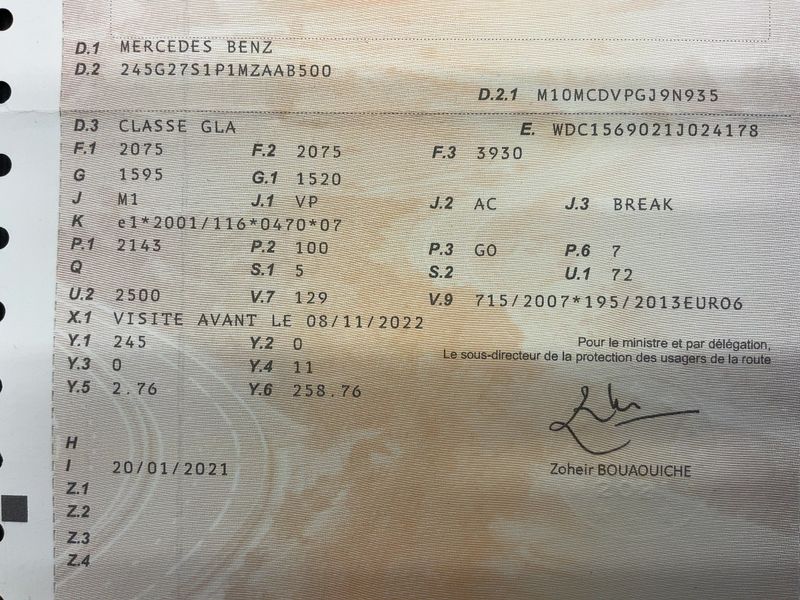 D.1 MERCEDES BENZ
D.2 245G27S1P1MZAAB500
D.2.1 M10MCDVPGJ9N935
D.3 CLASSE GLA E. WDC1569021J024178
F.1 2075 F.2 2075 F.3 3930
G 1595 G.1 1520
J M1 J.1 VP J.2 AC J.3 BREAK
K e1*2001/116*0470*07
P.1 2143 P.2 100 P.3 GO P.6 7
Q S.1 5 S.2 U.1 72
U.2 2500 V.7 129 V.9 715/2007*195/2013EURO6
X.1 VISITE AVANT LE 08/11/2022
Y.1 245 Y.2 0
Pour le ministre et par délégation,
Le sous-directeur de la protection des usagers de la route
Y.3 0 Y.4 11
Y.5 2.76 Y.6 258.76
H
I 20/01/2021
Zoheir BOUAOUICHE
Z.1
Z.2
Z.3
Z.4